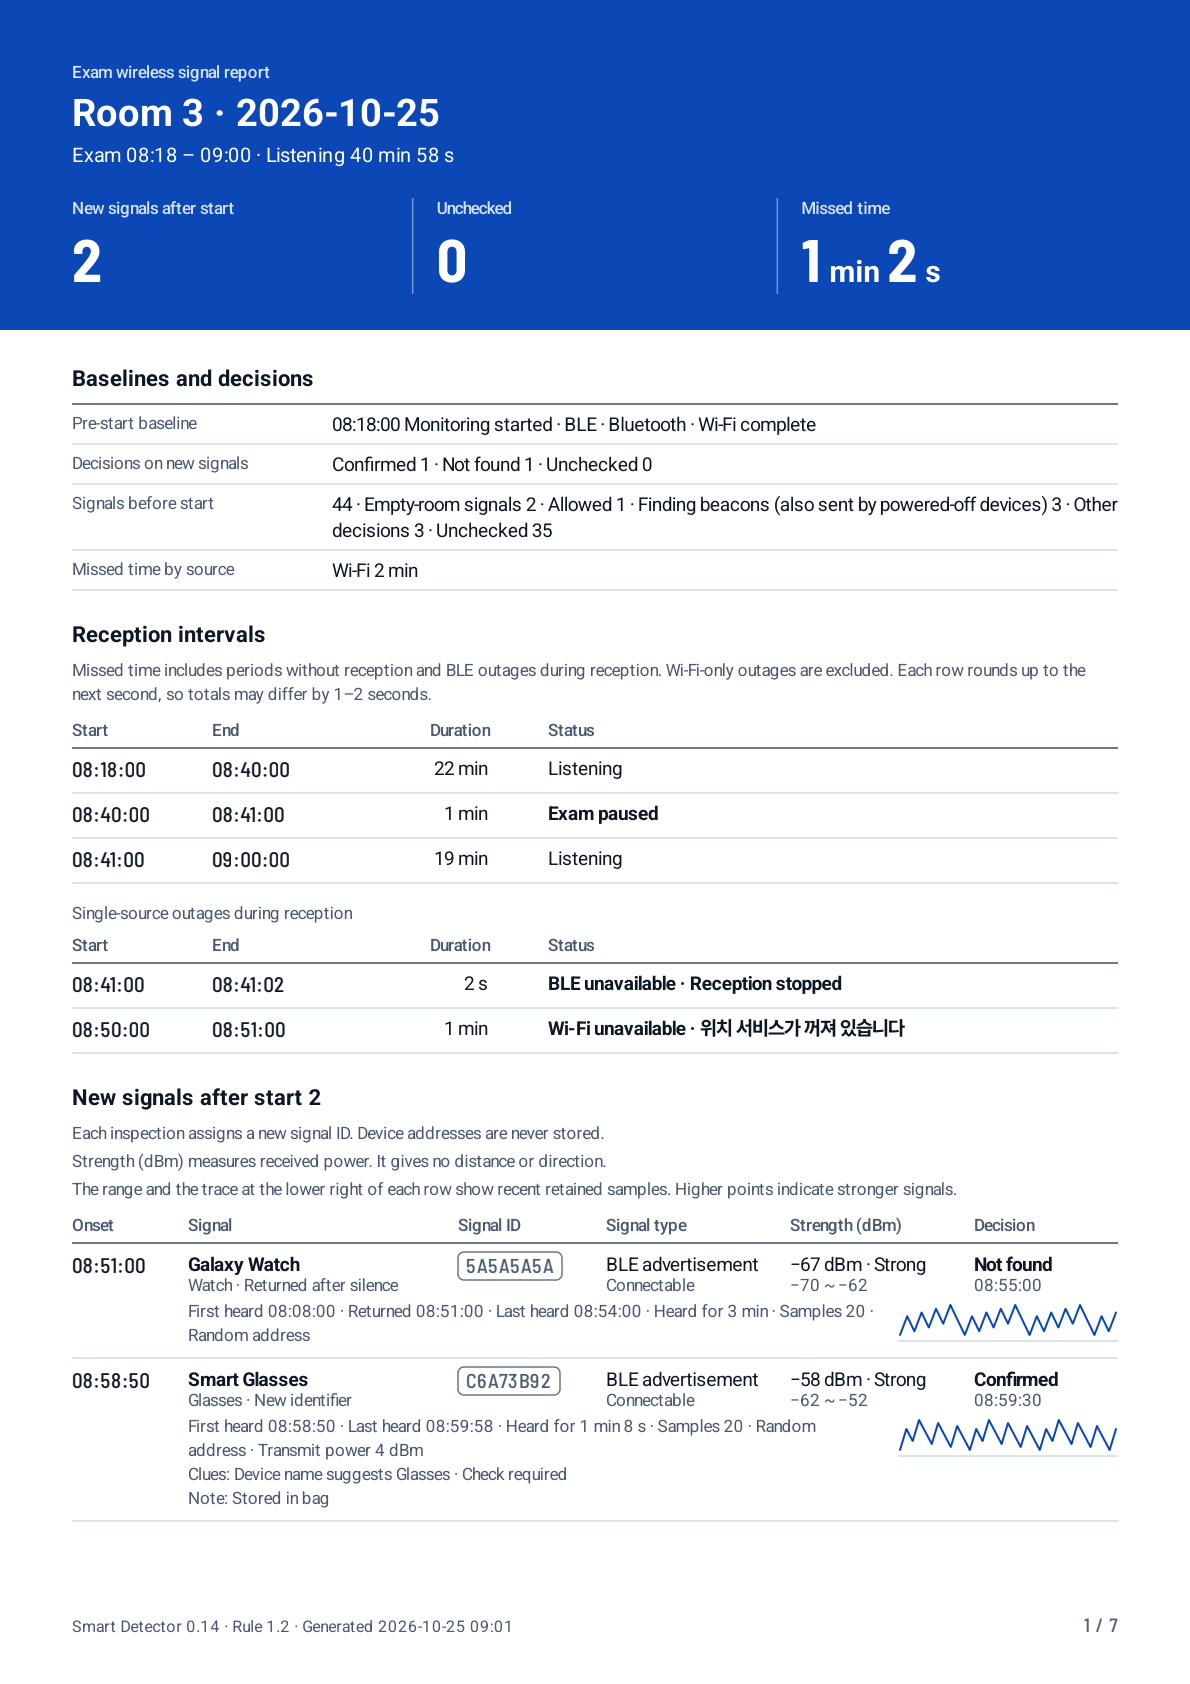 Exam wireless signal report
Room 3 · 2026-10-25
Exam 08:18 – 09:00 · Listening 40 min 58 s
New signals after start
Unchecked
Missed time
2
0
1 min 2 s
Baselines and decisions
Pre-start baseline 08:18:00 Monitoring started · BLE · Bluetooth · Wi-Fi complete
Decisions on new signals Confirmed 1 · Not found 1 · Unchecked 0
Signals before start 44 · Empty-room signals 2 · Allowed 1 · Finding beacons (also sent by powered-off devices) 3 · Other
decisions 3 · Unchecked 35
Missed time by source Wi-Fi 2 min
Reception intervals
Missed time includes periods without reception and BLE outages during reception. Wi-Fi-only outages are excluded. Each row rounds up to the
next second, so totals may differ by 1–2 seconds.
Start End Duration Status
08:18:00 08:40:00 22 min Listening
08:40:00 08:41:00 1 min Exam paused
08:41:00 09:00:00 19 min Listening
Single-source outages during reception
Start End Duration Status
08:41:00 08:41:02 2 s BLE unavailable · Reception stopped
08:50:00 08:51:00 1 min Wi-Fi unavailable · 위치 서비스가 꺼져 있습니다
New signals after start 2
Each inspection assigns a new signal ID. Device addresses are never stored.
Strength (dBm) measures received power. It gives no distance or direction.
The range and the trace at the lower right of each row show recent retained samples. Higher points indicate stronger signals.
Onset Signal Signal ID Signal type Strength (dBm) Decision
08:51:00 Galaxy Watch 5A5A5A5A BLE advertisement −67 dBm · Strong Not found
Watch · Returned after silence Connectable −70 ~ −62 08:55:00
First heard 08:08:00 · Returned 08:51:00 · Last heard 08:54:00 · Heard for 3 min · Samples 20 ·
Random address
08:58:50 Smart Glasses C6A73B92 BLE advertisement −58 dBm · Strong Confirmed
Glasses · New identifier Connectable −62 ~ −52 08:59:30
First heard 08:58:50 · Last heard 08:59:58 · Heard for 1 min 8 s · Samples 20 · Random
address · Transmit power 4 dBm
Clues: Device name suggests Glasses · Check required
Note: Stored in bag
Smart Detector 0.14 · Rule 1.2 · Generated 2026-10-25 09:01
1 / 7